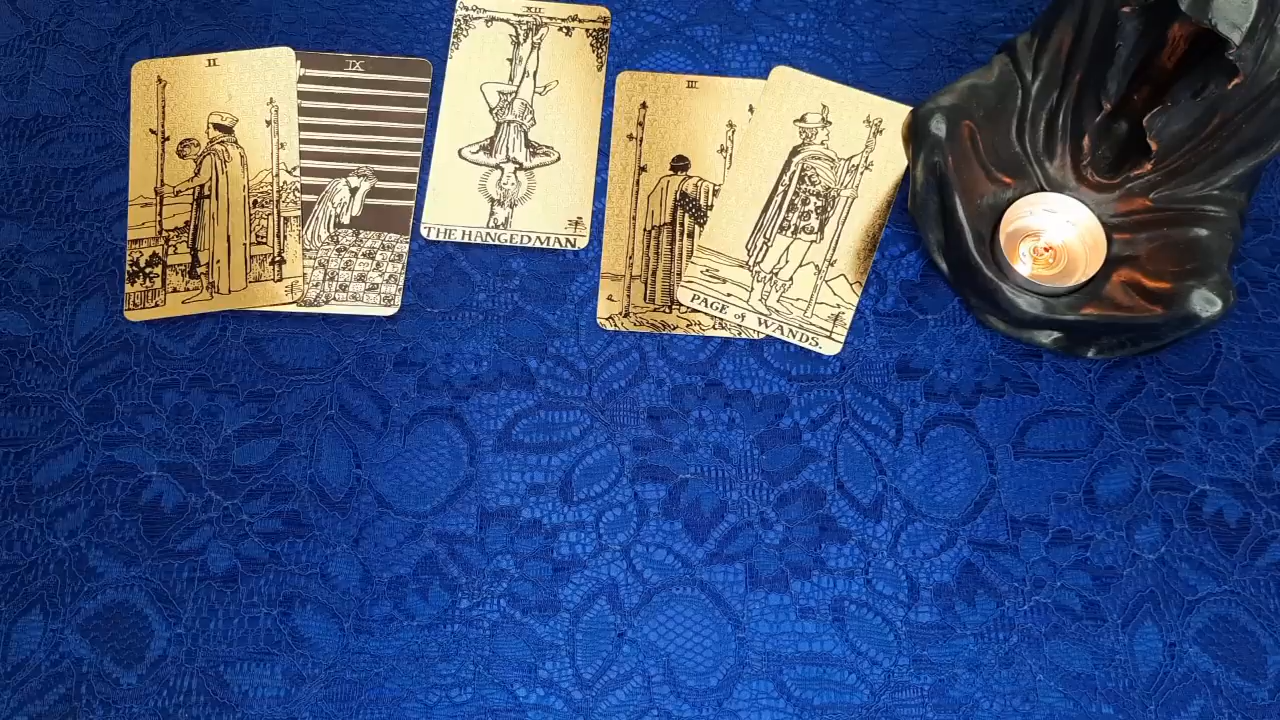 II
IX
XII
THE HANGED MAN.
III
PAGE of WANDS.